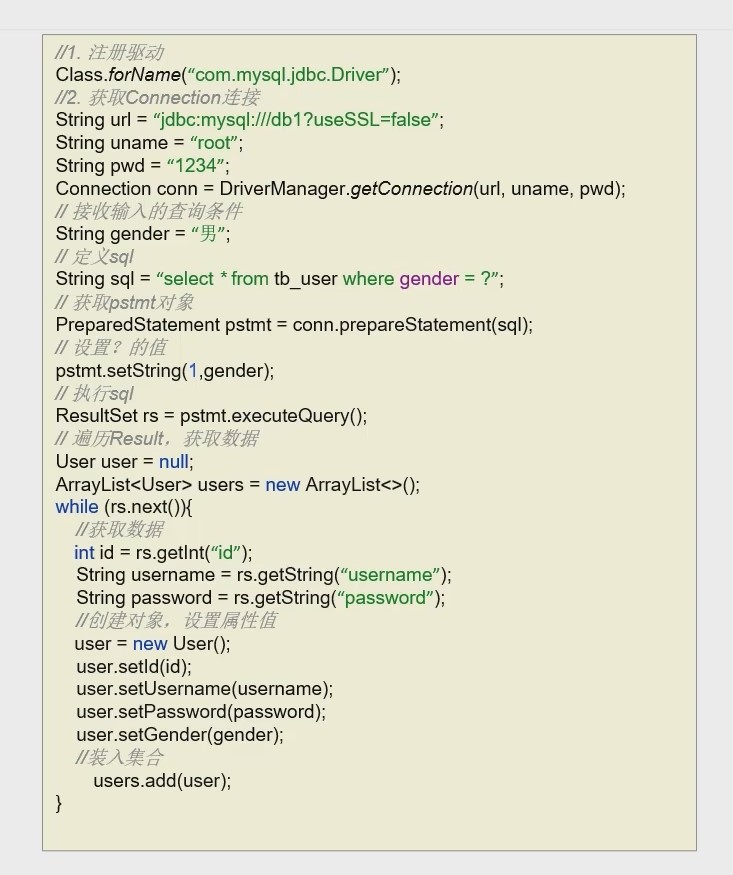 //1. 注册驱动
Class.forName(“com.mysql.jdbc.Driver”);
//2. 获取Connection连接
String url = “jdbc:mysql:///db1?useSSL=false”;
String uname = “root”;
String pwd = “1234”;
Connection conn = DriverManager.getConnection(url, uname, pwd);
// 接收输入的查询条件
String gender = “男”;
// 定义sql
String sql = “select * from tb_user where gender = ?”;
// 获取pstmt对象
PreparedStatement pstmt = conn.prepareStatement(sql);
// 设置？的值
pstmt.setString(1,gender);
// 执行sql
ResultSet rs = pstmt.executeQuery();
// 遍历Result，获取数据
User user = null;
ArrayList<User> users = new ArrayList<>();
while (rs.next()){
//获取数据
int id = rs.getInt(“id”);
String username = rs.getString(“username”);
String password = rs.getString(“password”);
//创建对象，设置属性值
user = new User();
user.setId(id);
user.setUsername(username);
user.setPassword(password);
user.setGender(gender);
//装入集合
users.add(user);
}